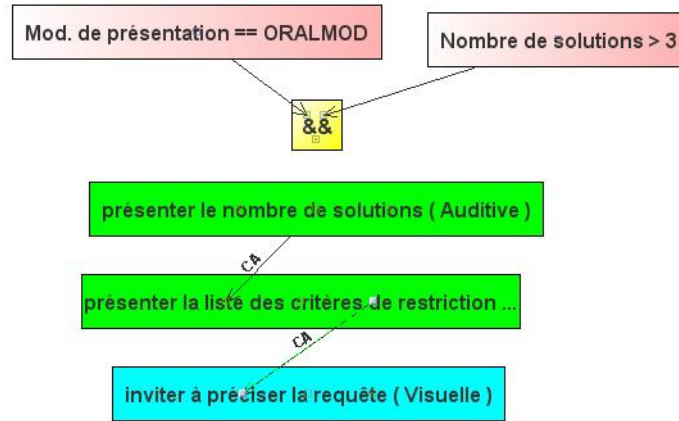 Mod. de présentation == ORALMOD
Nombre de solutions > 3
&&
présenter le nombre de solutions ( Auditive )
CA
présenter la liste des critères de restriction ...
CA
inviter à préciser la requête ( Visuelle )